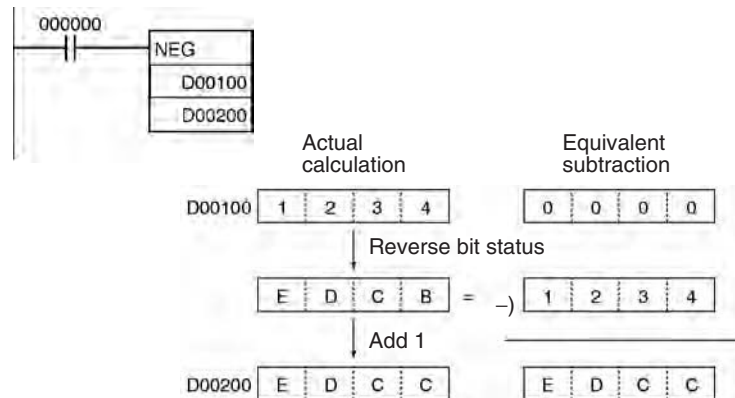 000000
NEG
D00100
D00200
Actual
calculation
Equivalent
subtraction
D00100 1 2 3 4
0 0 0 0
Reverse bit status
E D C B = –) 1 2 3 4
Add 1
D00200 E D C C
E D C C